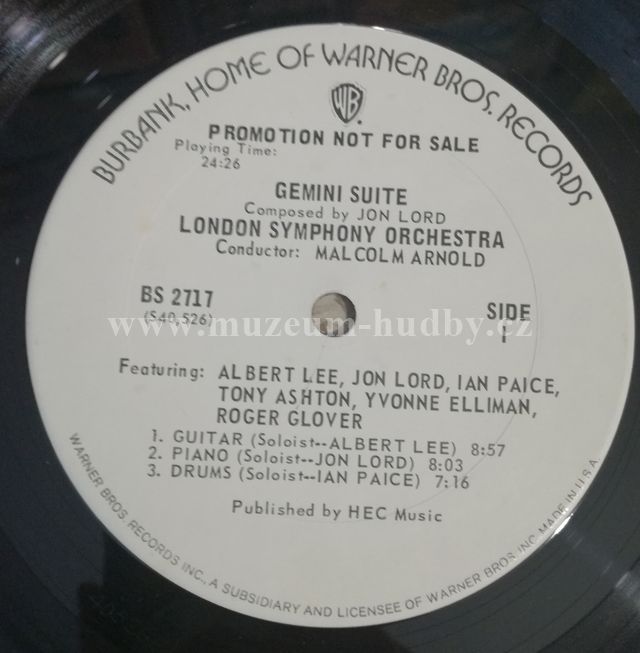 BURBANK, HOME OF WARNER BROS. RECORDS
WB
PROMOTION NOT FOR SALE
Playing Time:
24:26
GEMINI SUITE
Composed by JON LORD
LONDON SYMPHONY ORCHESTRA
Conductor: MALCOLM ARNOLD
BS 2717
(S40,526)
SIDE
1
www.muzeum-hudby.cz
Featuring: ALBERT LEE, JON LORD, IAN PAICE,
TONY ASHTON, YVONNE ELLIMAN,
ROGER GLOVER
1. GUITAR (Soloist--ALBERT LEE) 8:57
2. PIANO (Soloist--JON LORD) 8:03
3. DRUMS (Soloist--IAN PAICE) 7:16
Published by HEC Music
WARNER BROS. RECORDS INC., A SUBSIDIARY AND LICENSEE OF WARNER BROS. INC. MADE IN U.S.A.